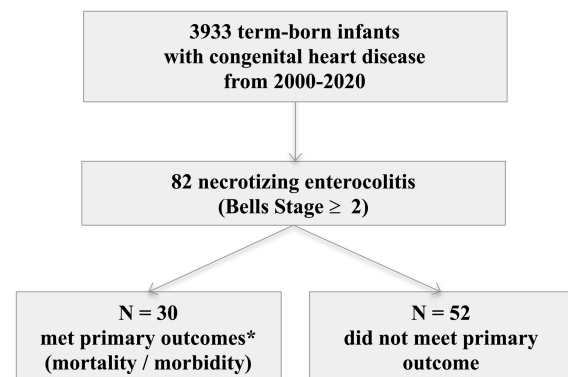 3933 term-born infants
with congenital heart disease
from 2000-2020
82 necrotizing enterocolitis
(Bells Stage ≥ 2)
N = 30
met primary outcomes*
(mortality / morbidity)
N = 52
did not meet primary
outcome